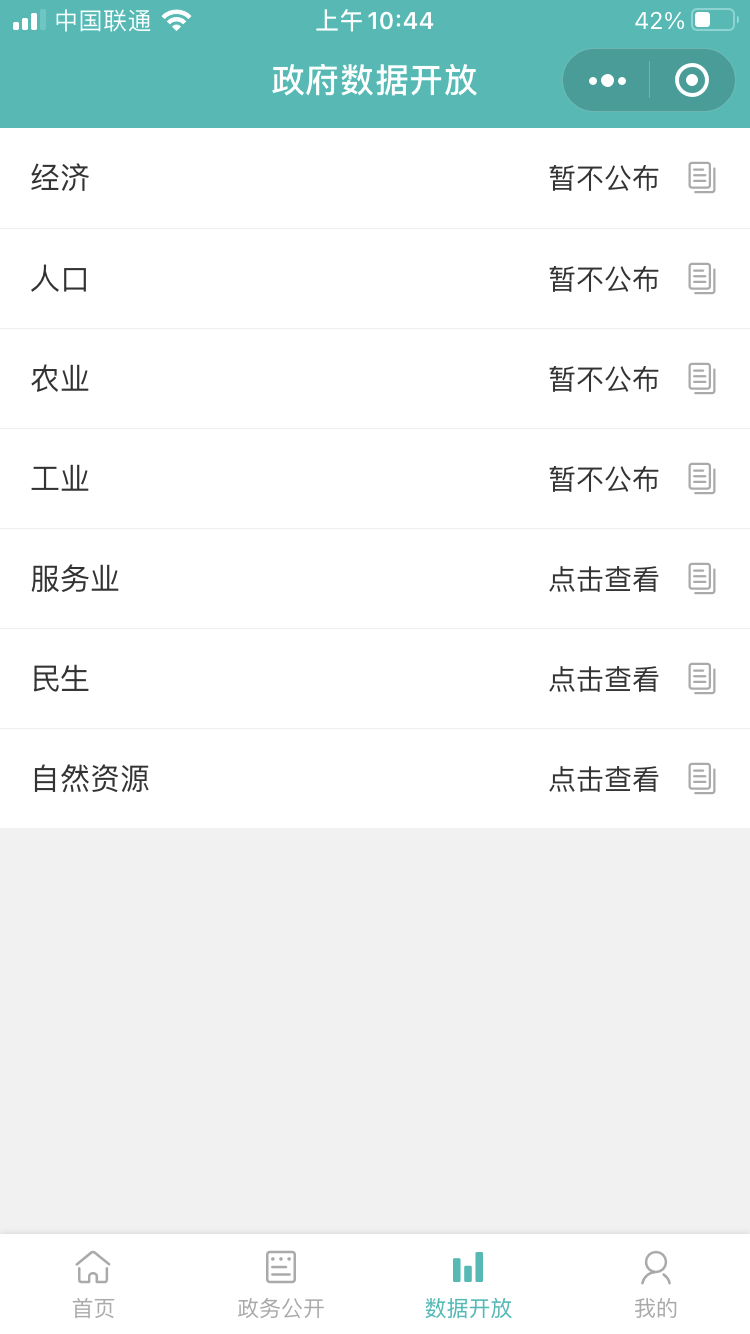 中国联通 上午10:44 42%
政府数据开放
经济 暂不公布
人口 暂不公布
农业 暂不公布
工业 暂不公布
服务业 点击查看
民生 点击查看
自然资源 点击查看
首页 政务公开 数据开放 我的